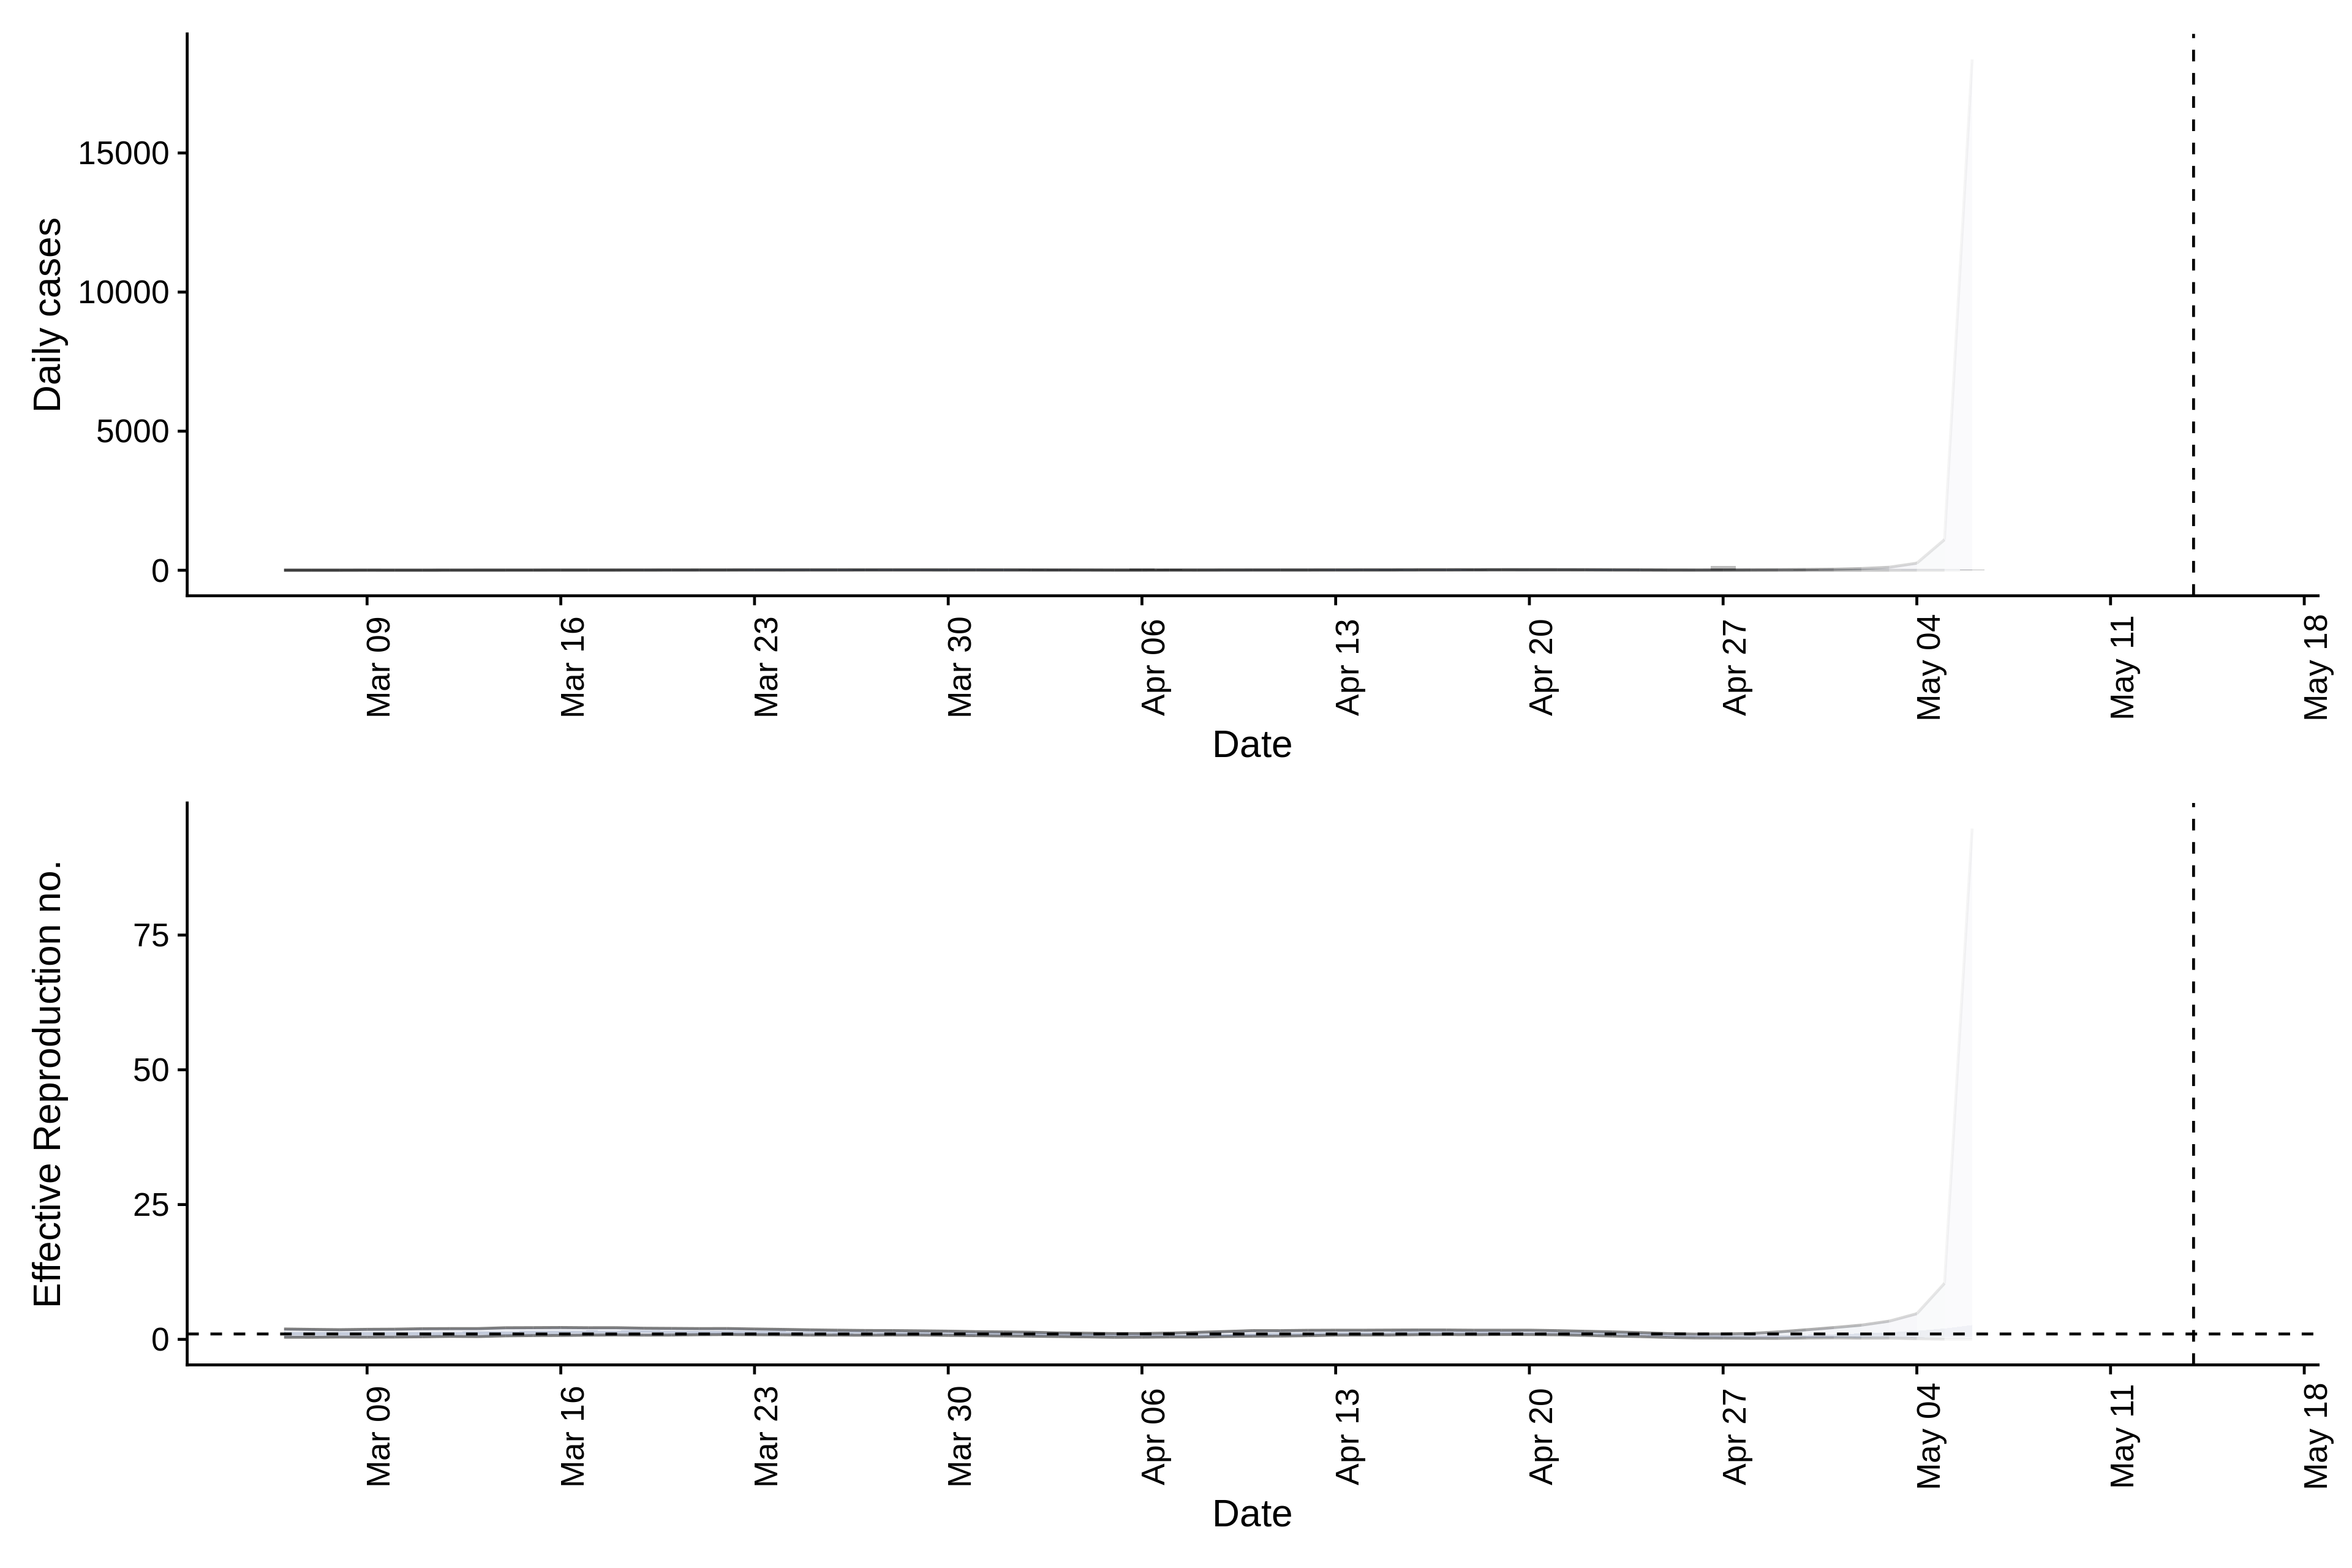 Daily cases
15000
10000
5000
0
Mar 09
Mar 16
Mar 23
Mar 30
Apr 06
Apr 13
Apr 20
Apr 27
May 04
May 11
May 18
Date
Effective Reproduction no.
75
50
25
0
Mar 09
Mar 16
Mar 23
Mar 30
Apr 06
Apr 13
Apr 20
Apr 27
May 04
May 11
May 18
Date